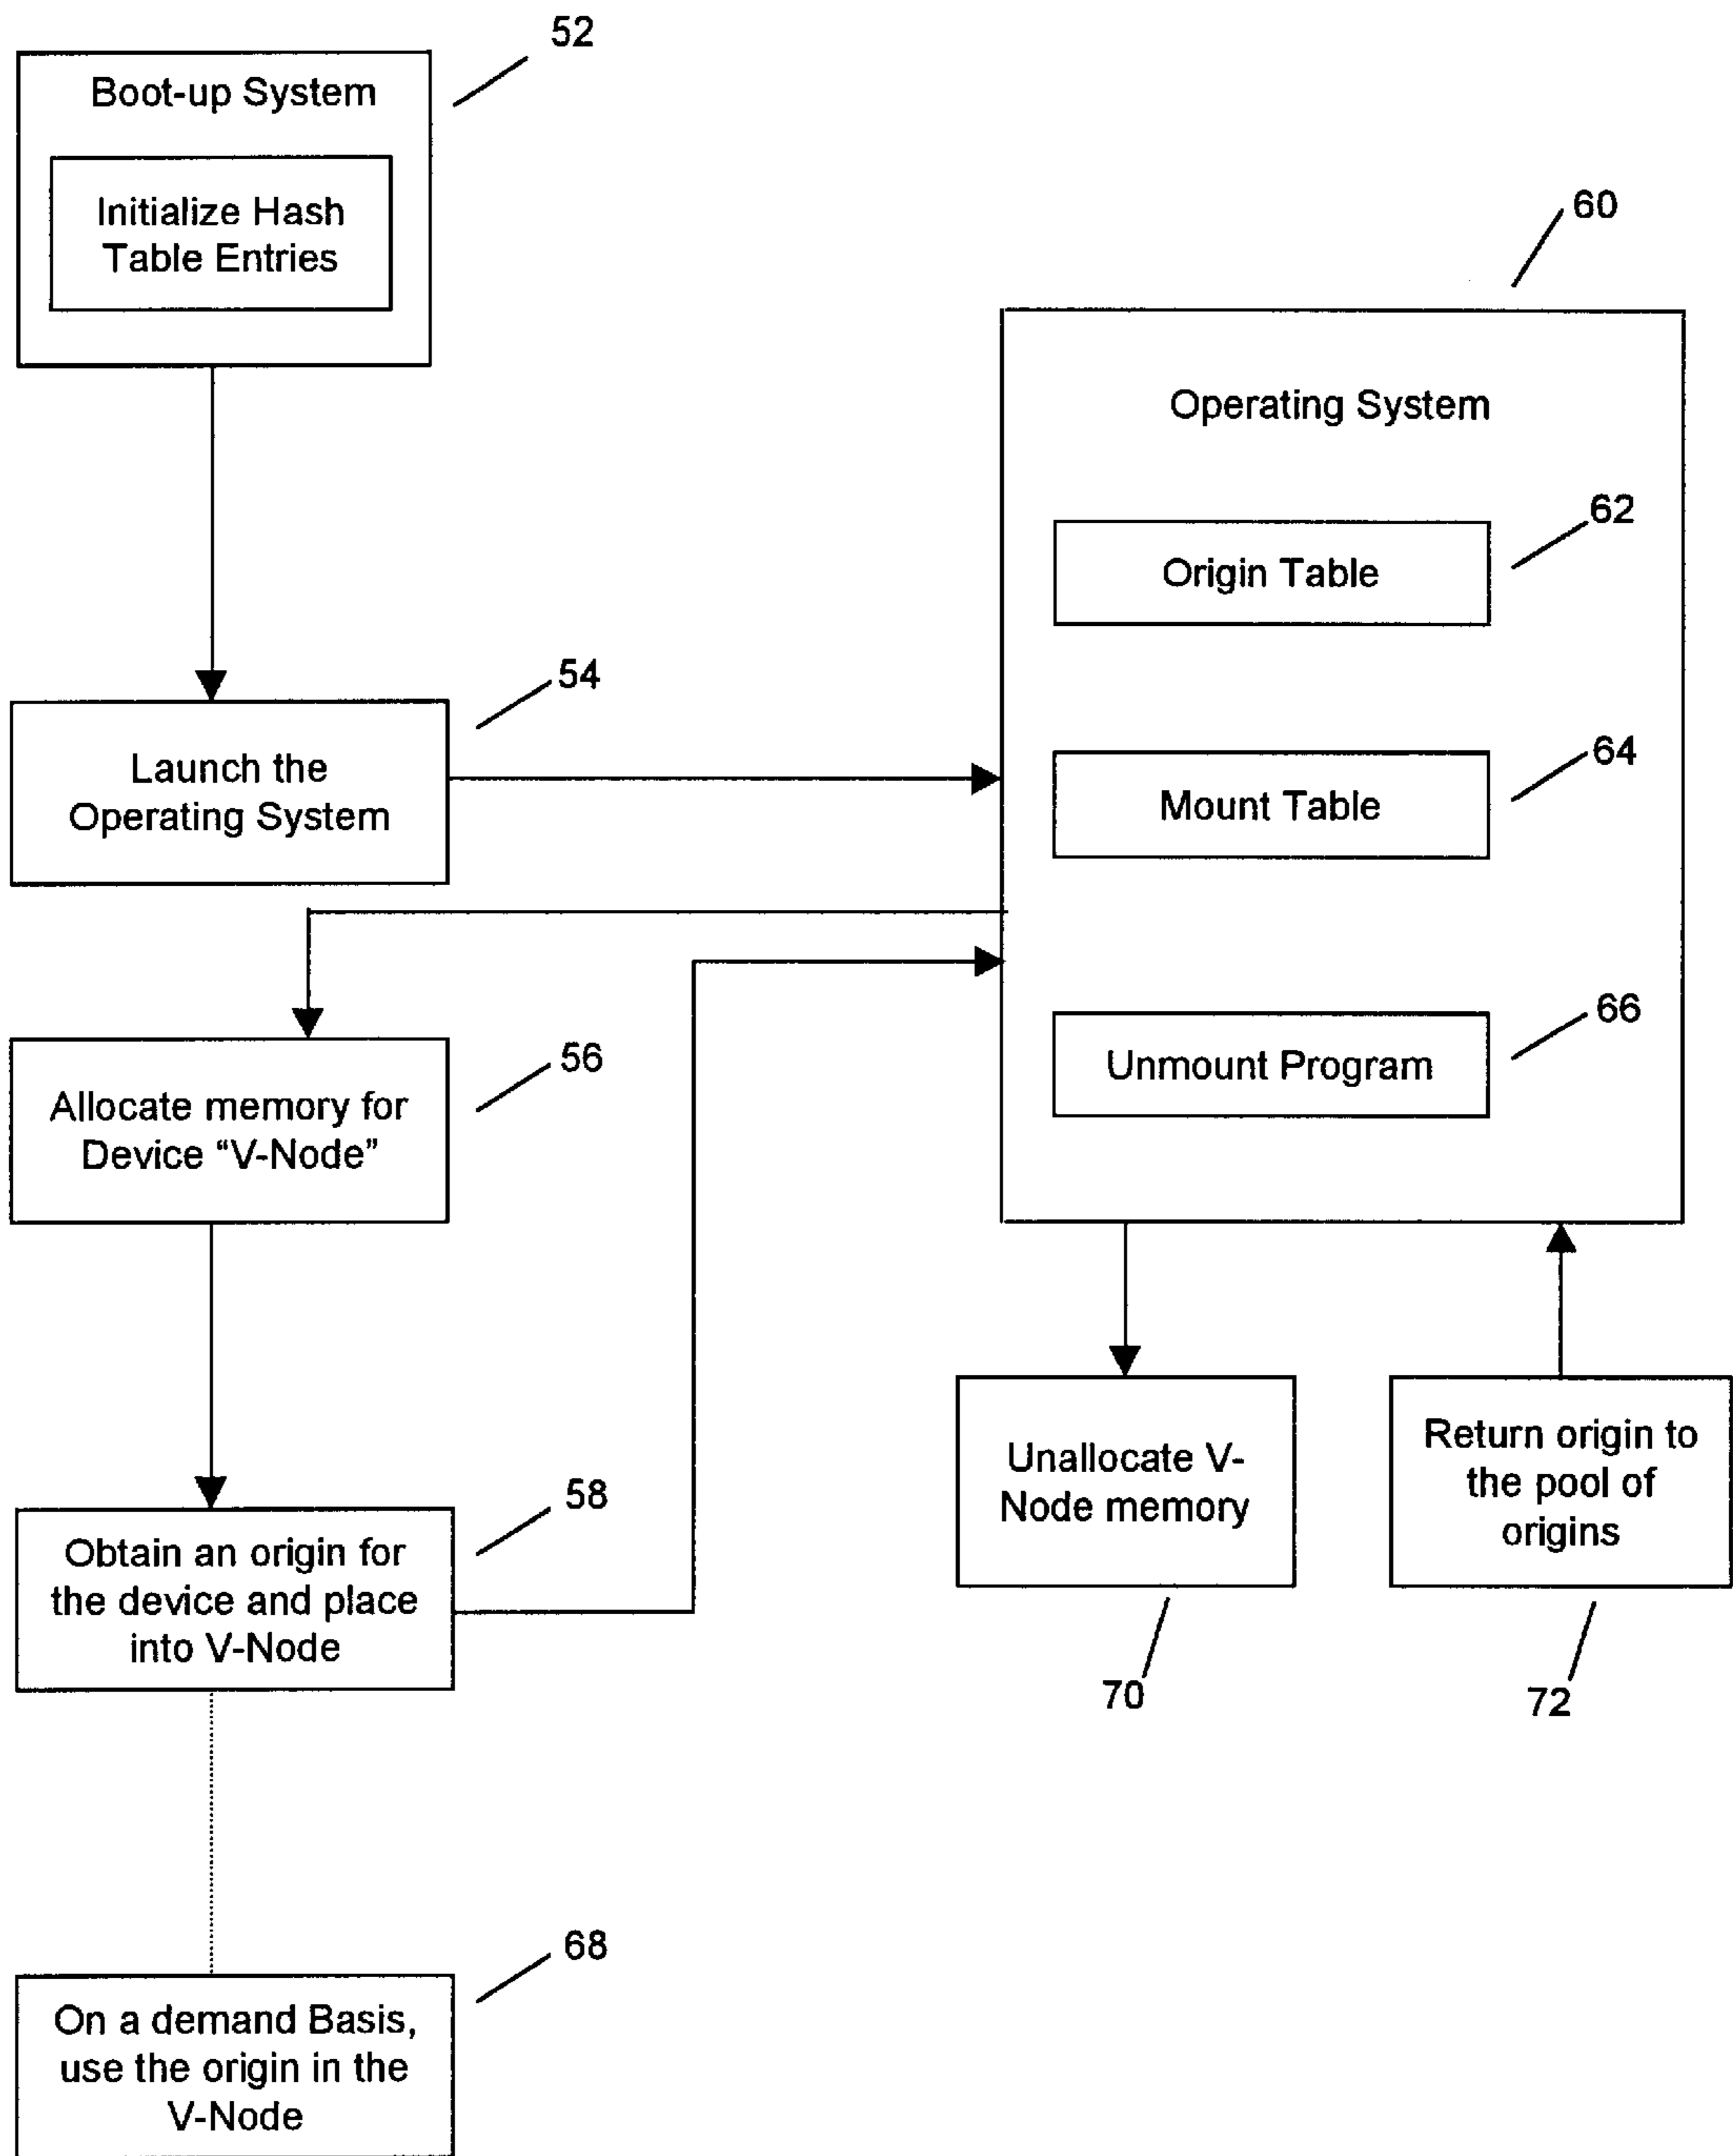 52
Boot-up System
Initialize Hash
Table Entries
60
Operating System
62
Origin Table
54
Launch the
Operating System
64
Mount Table
66
Unmount Program
56
Allocate memory for
Device “V-Node”
58
Obtain an origin for
the device and place
into V-Node
Unallocate V-
Node memory
70
Return origin to
the pool of
origins
72
68
On a demand Basis,
use the origin in the
V-Node